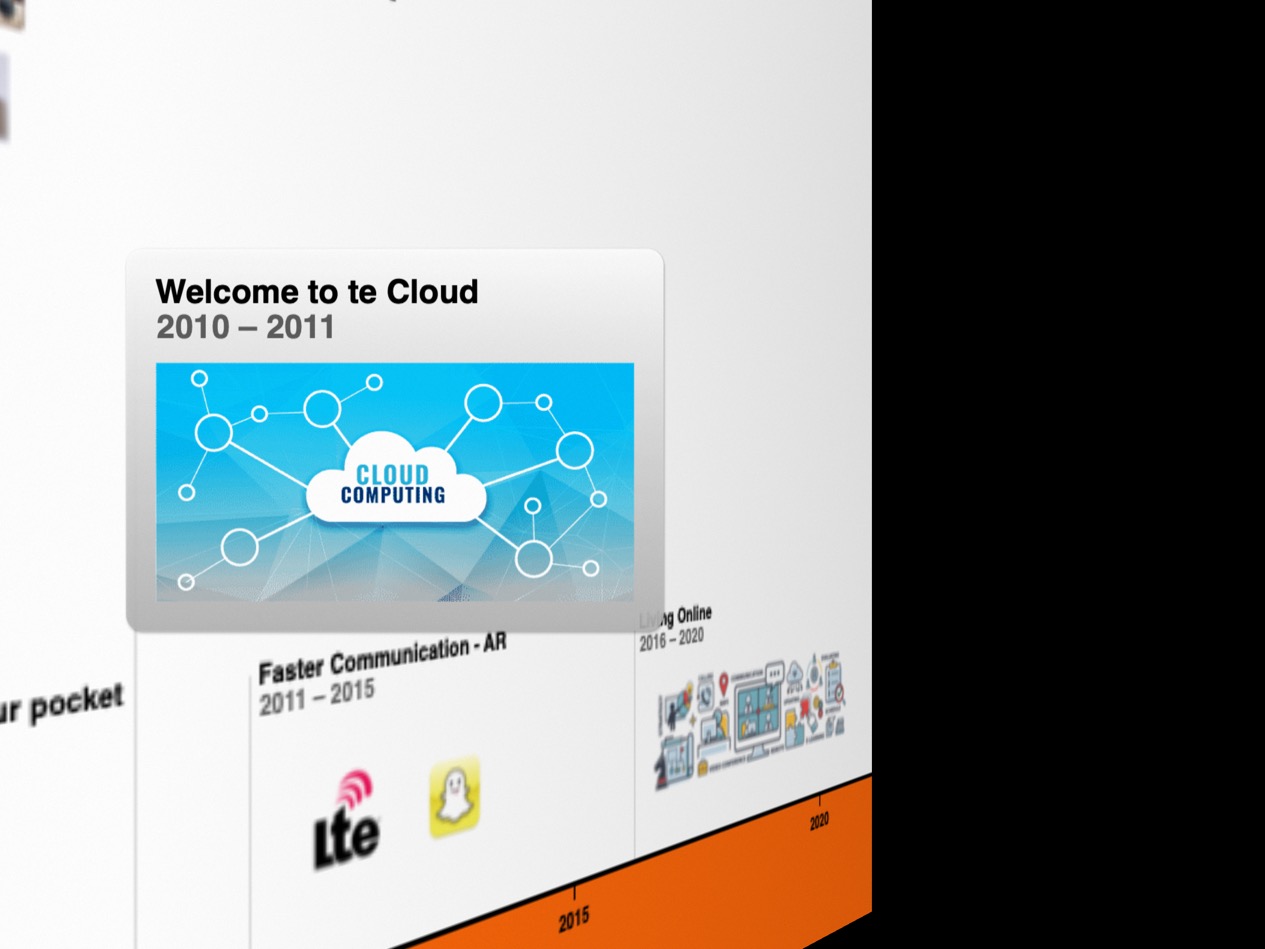 Welcome to te Cloud
2010 – 2011
CLOUD
COMPUTING
Living Online
2016 – 2020
Faster Communication - AR
2011 – 2015
ur pocket
Lte
2020
2015